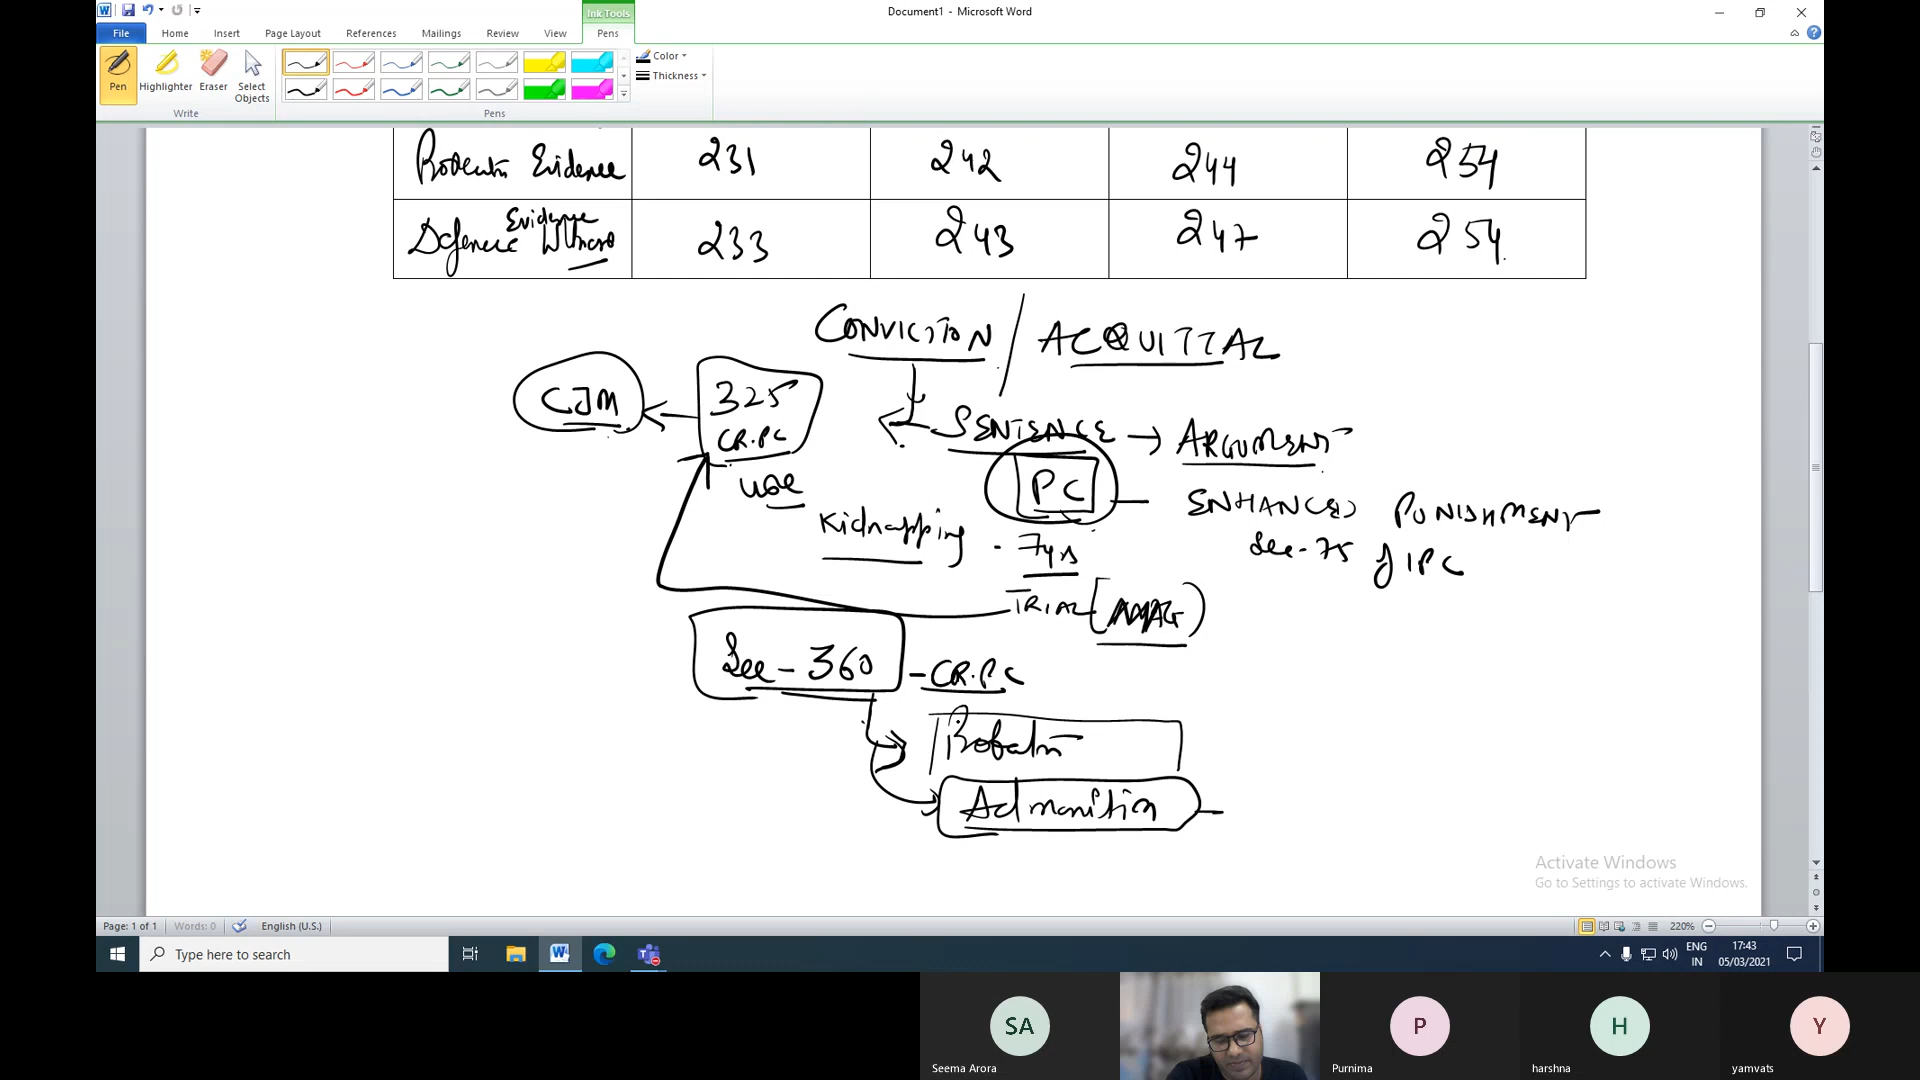 Document1 - Microsoft Word
Ink Tools
File Home Insert Page Layout References Mailings Review View Pens
Pen Highlighter Eraser Select Objects
Color
Thickness
Write Pens
Evidence 231 242 244 254
Evidence
Defence Witness 233 243 247 254
CONVICTION / ACQUITTAL
CJM 325
CR.PC
SENTENCE → ARGUMENT
use
PC
ENHANCED PUNISHMENT
Sec - 75 of IPC
Kidnapping - 7yrs
TRIAL
Sec - 360 - CR.PC
Admonition
Activate Windows
Go to Settings to activate Windows.
Page: 1 of 1 Words: 0 English (U.S.) 220%
Type here to search
ENG
IN
17:43
05/03/2021
SA P H Y
Seema Arora Purnima harshna yamvats